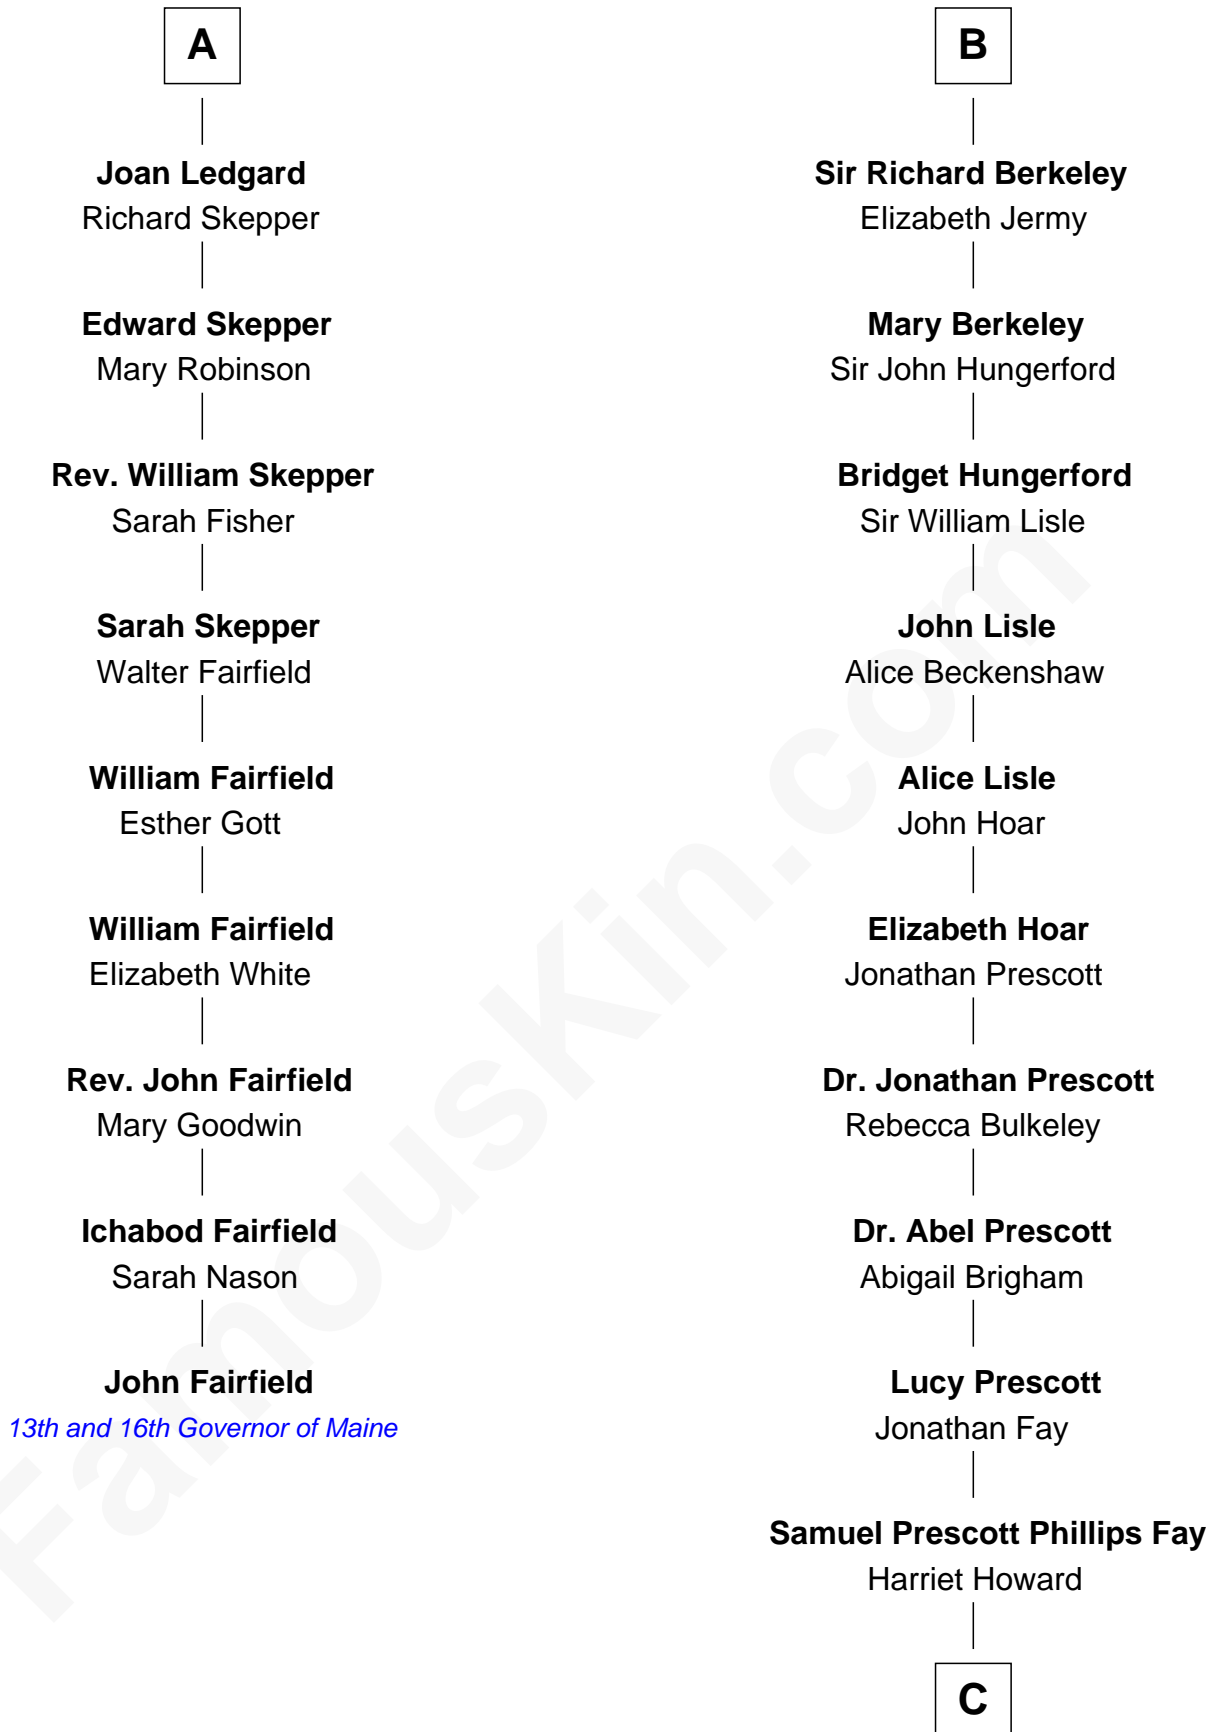 A
Joan Ledgard
Richard Skepper
Edward Skepper
Mary Robinson
Rev. William Skepper
Sarah Fisher
Sarah Skepper
Walter Fairfield
William Fairfield
Esther Gott
William Fairfield
Elizabeth White
Rev. John Fairfield
Mary Goodwin
Ichabod Fairfield
Sarah Nason
John Fairfield
13th and 16th Governor of Maine
B
Sir Richard Berkeley
Elizabeth Jermy
Mary Berkeley
Sir John Hungerford
Bridget Hungerford
Sir William Lisle
John Lisle
Alice Beckenshaw
Alice Lisle
John Hoar
Elizabeth Hoar
Jonathan Prescott
Dr. Jonathan Prescott
Rebecca Bulkeley
Dr. Abel Prescott
Abigail Brigham
Lucy Prescott
Jonathan Fay
Samuel Prescott Phillips Fay
Harriet Howard
C
FamousKin.com